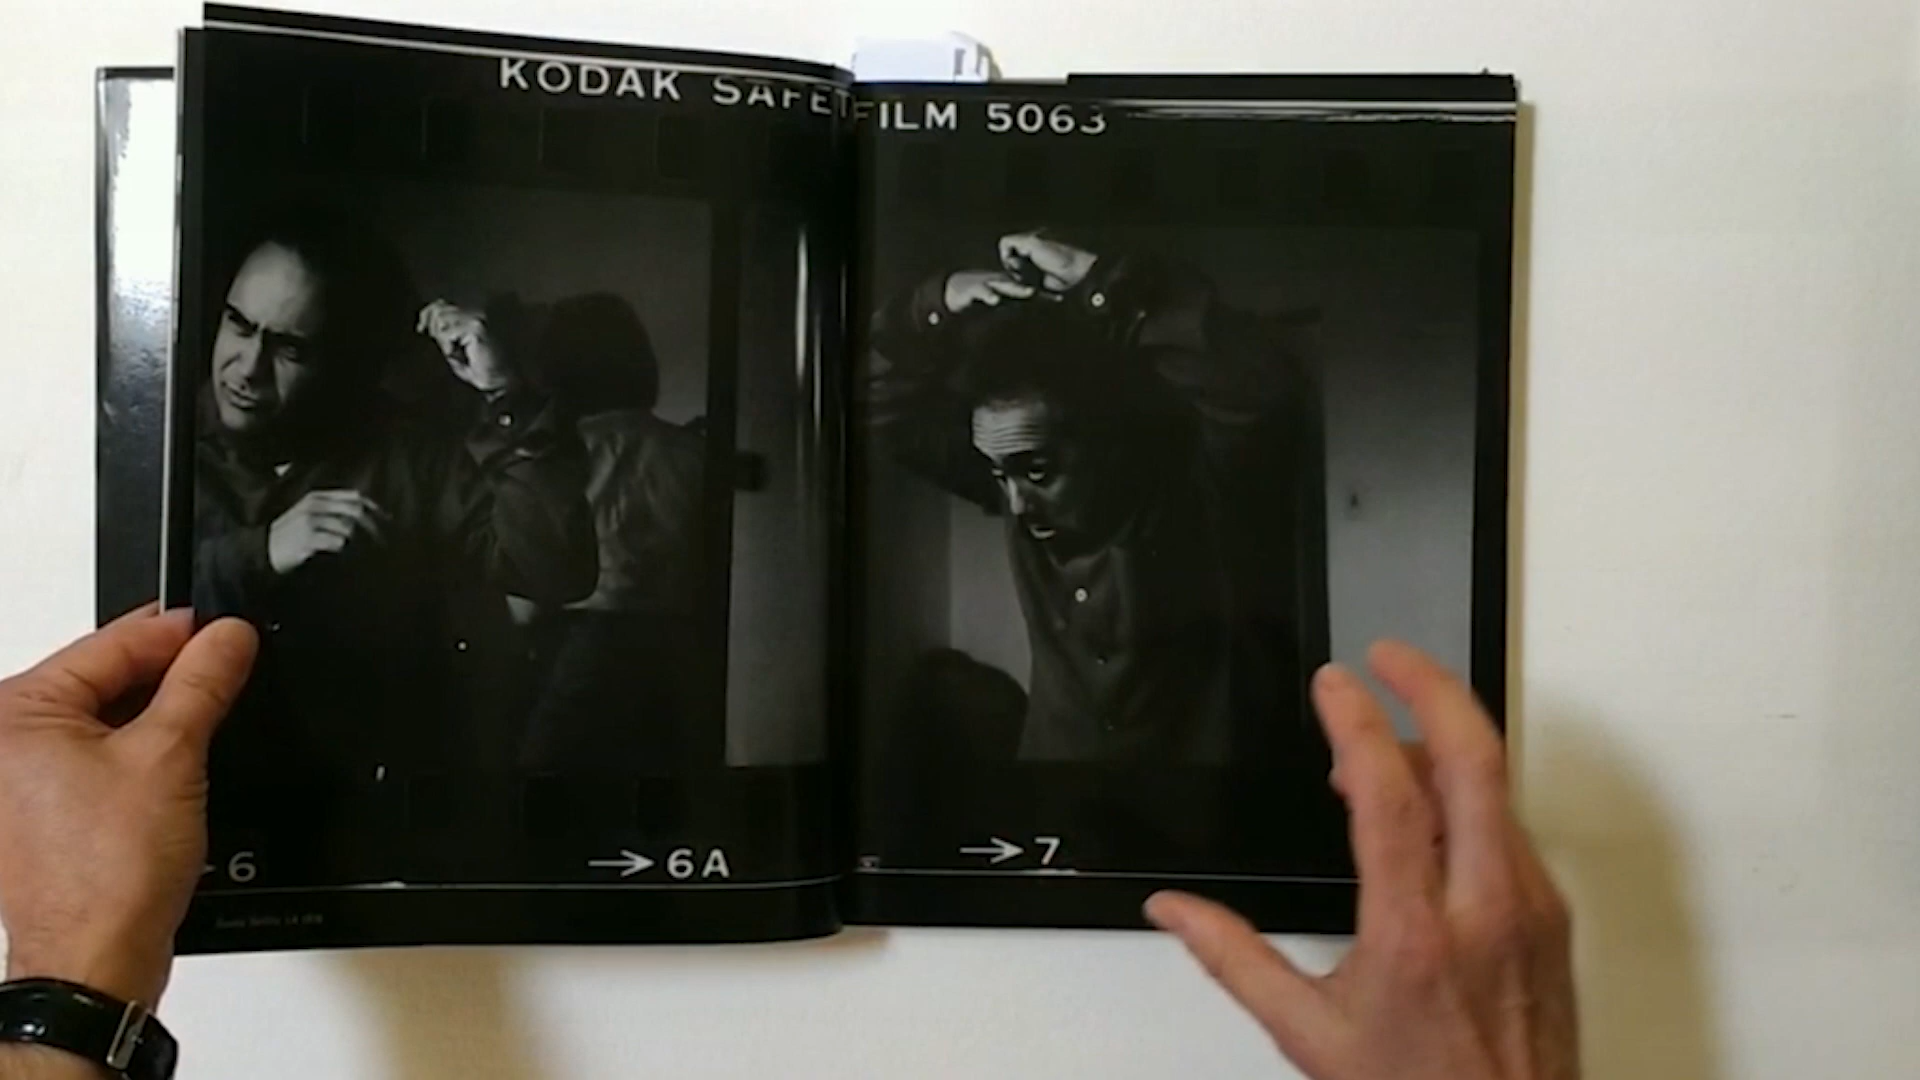 KODAK SAFET FILM 5063
6
→ 6A
→ 7